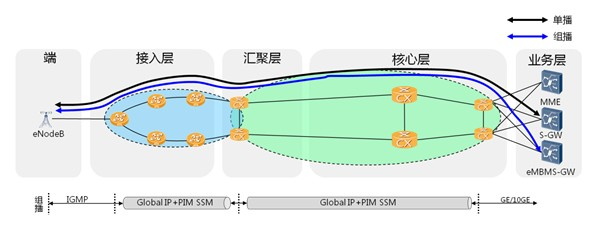 单播
组播
端
接入层
汇聚层
核心层
业务层
eNodeB
MME
S-GW
eMBMS-GW
组播
IGMP
Global IP+PIM SSM
Global IP+PIM SSM
GE/10GE